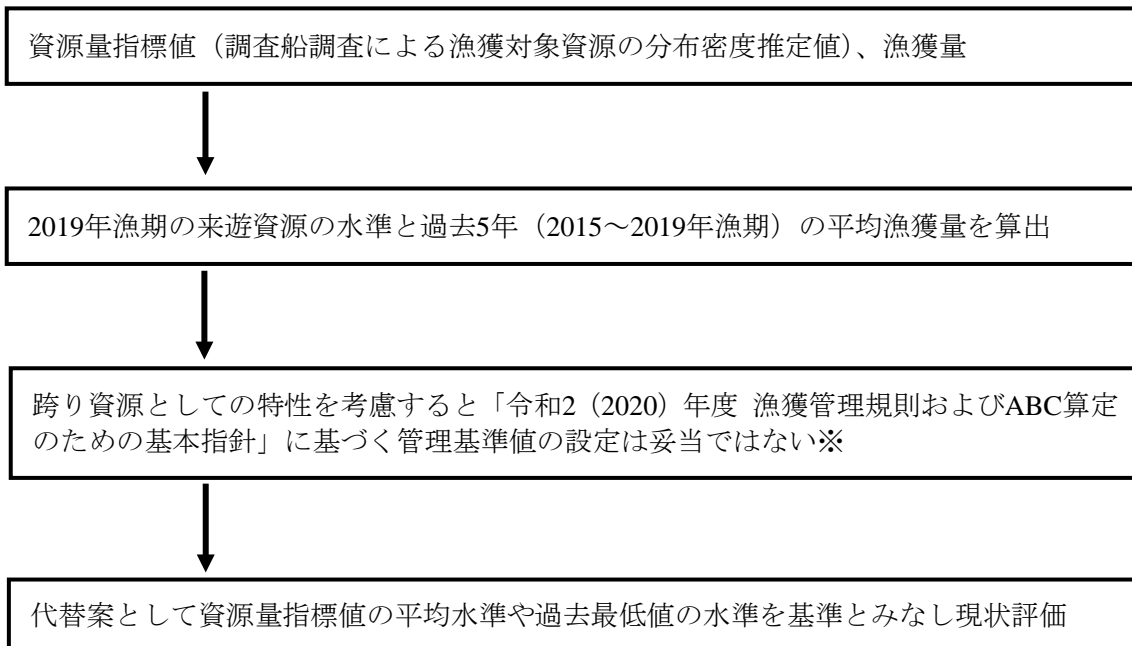 資源量指標値（調査船調査による漁獲対象資源の分布密度推定値）、漁獲量
2019年漁期の来遊資源の水準と過去5年（2015～2019年漁期）の平均漁獲量を算出
跨り資源としての特性を考慮すると「令和2（2020）年度 漁獲管理規則およびABC算定
のための基本指針」に基づく管理基準値の設定は妥当ではない※
代替案として資源量指標値の平均水準や過去最低値の水準を基準とみなし現状評価